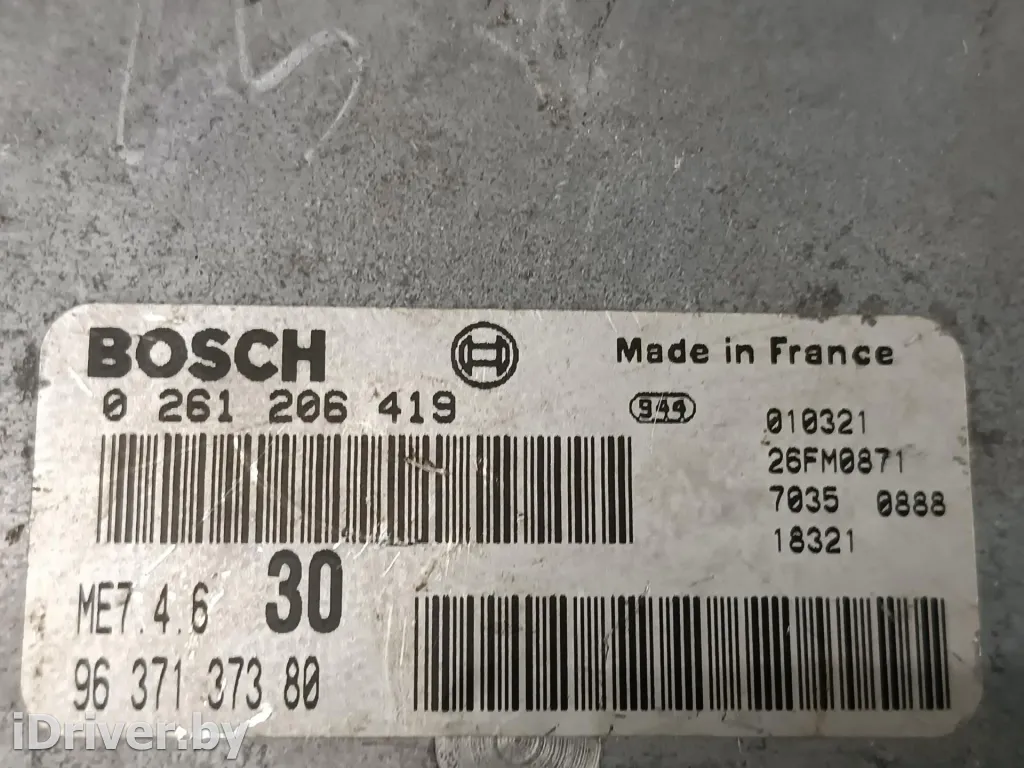 15
BOSCH
Made in France
0 261 206 419
944
010321
26FM0871
7035 0888
18321
ME7.4.6 30
96 371 373 80
iDriver.by